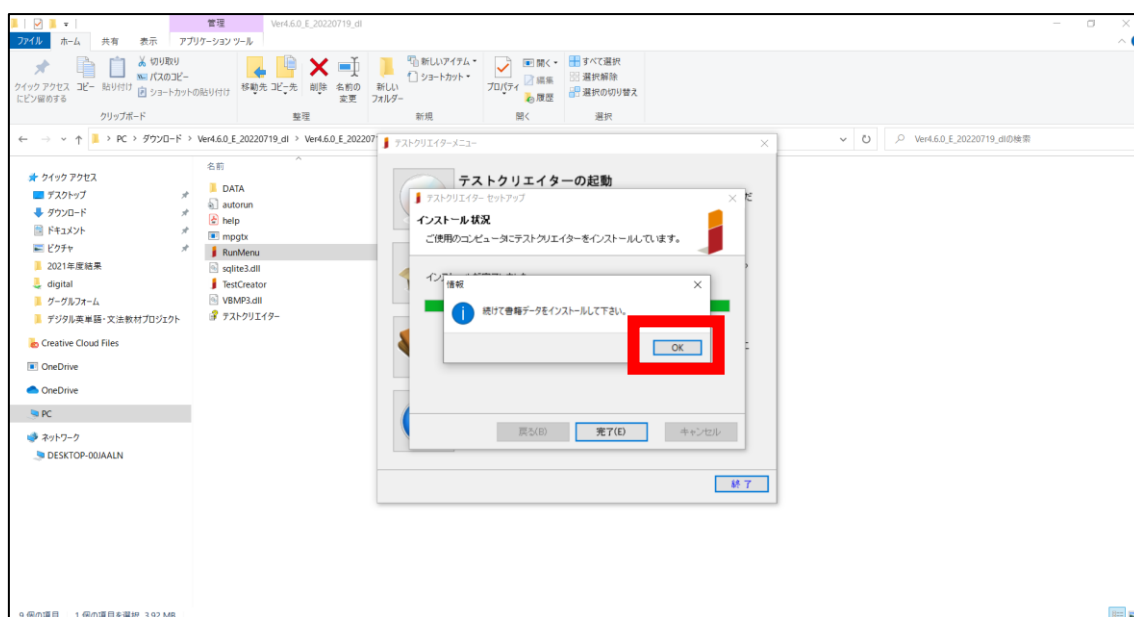 管理
Ver4.6.0_E_20220719_dl
ファイル ホーム 共有 表示 アプリケーション ツール
クイック アクセス
にピン留めする
コピー 貼り付け
切り取り
パスのコピー
ショートカットの貼り付け
移動先 コピー先 削除 名前の
変更
新しい
フォルダー
新しいアイテム
ショートカット
プロパティ
開く
編集
履歴
すべて選択
選択解除
選択の切り替え
クリップボード 整理 新規 開く 選択
PC > ダウンロード > Ver4.6.0_E_20220719_dl > Ver4.6.0_E_20220
Ver4.6.0_E_20220719_dlの検索
クイック アクセス
デスクトップ
ダウンロード
ドキュメント
ピクチャ
2021年度結果
digital
グーグルフォーム
デジタル英単語・文法教材プロジェクト
Creative Cloud Files
OneDrive
OneDrive
PC
ネットワーク
DESKTOP-00JAALN
名前
DATA
autorun
help
mpgtx
RunMenu
sqlite3.dll
TestCreator
VBMP3.dll
テストクリエイター
テストクリエイターメニュー
テストクリエイターの起動
テストクリエイター セットアップ
インストール状況
ご使用のコンピュータにテストクリエイターをインストールしています。
情報
続けて書籍データをインストールして下さい。
OK
戻る(B) 完了(E) キャンセル
終了
9 個の項目 1 個の項目を選択 3.92 MB